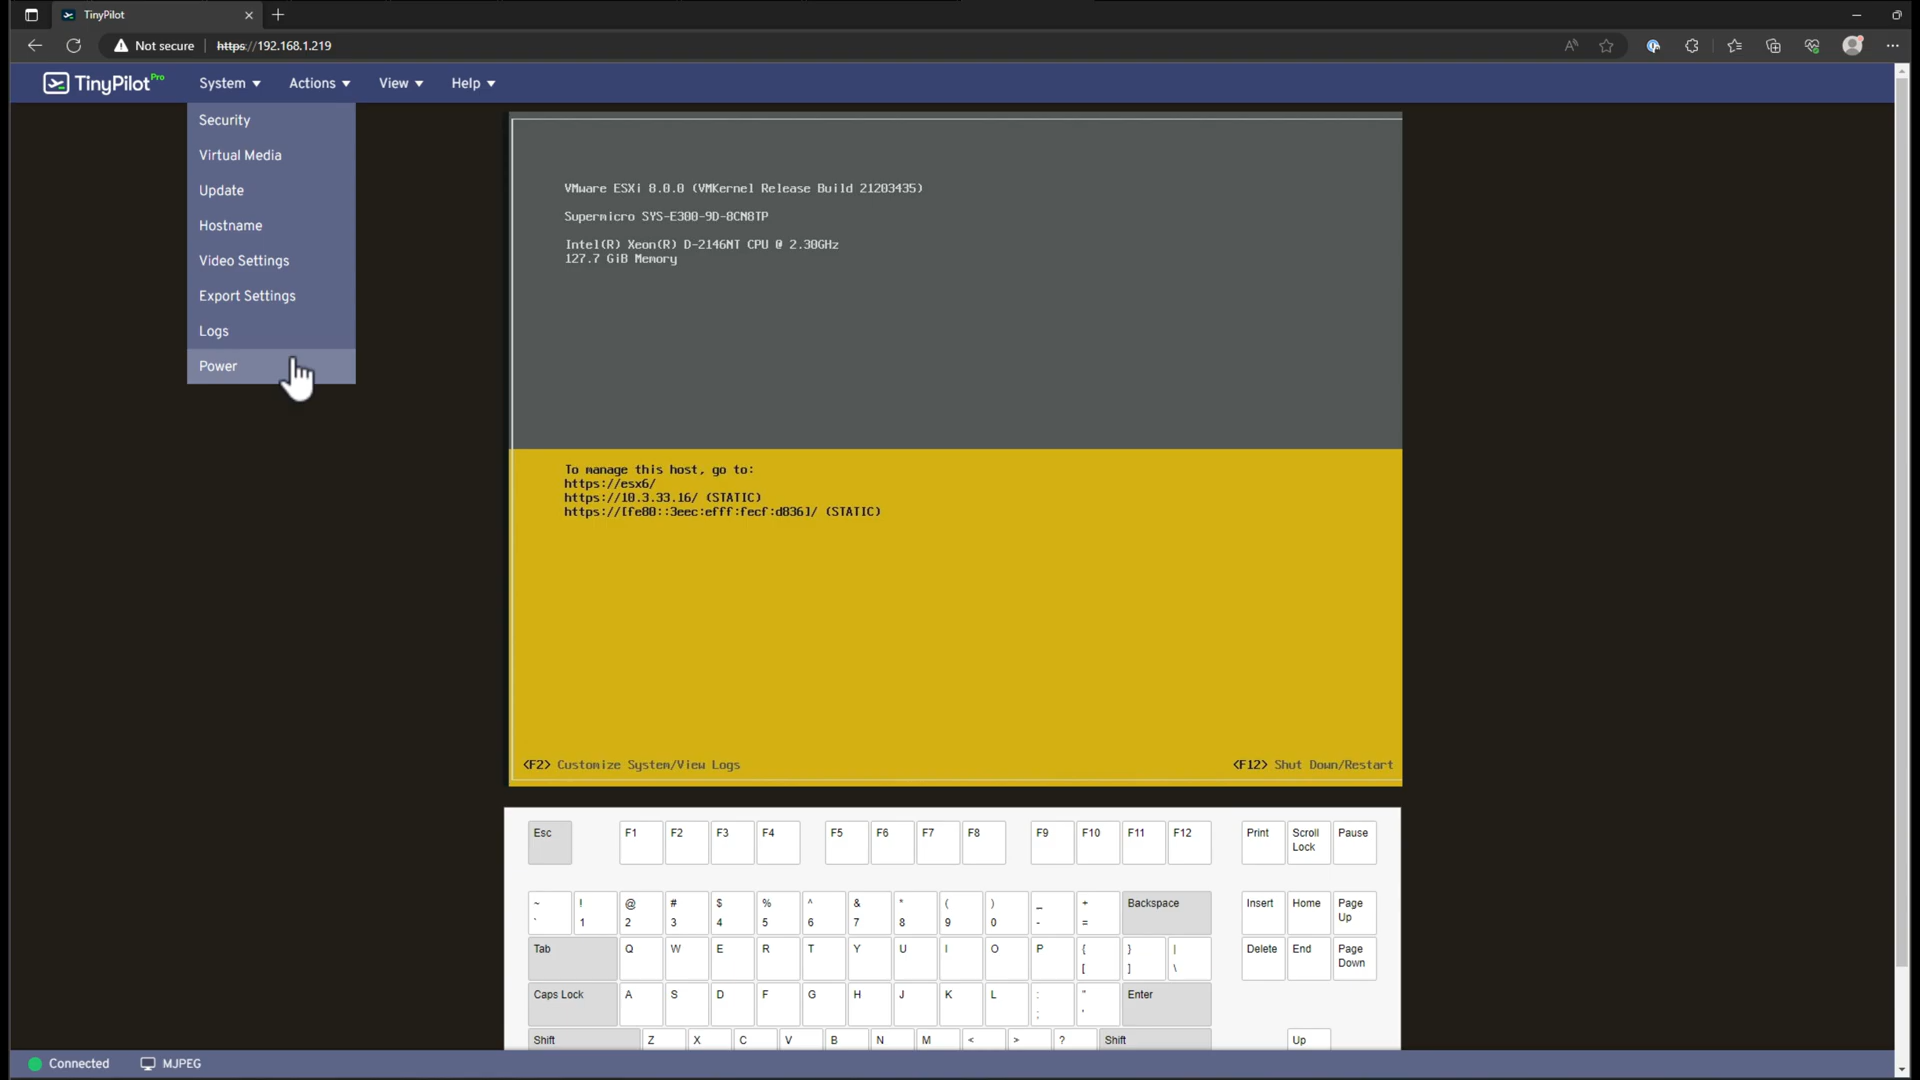 TinyPilot
Not secure
https://192.168.1.219
TinyPilot Pro
System
Actions
View
Help
Security
Virtual Media
Update
Hostname
Video Settings
Export Settings
Logs
Power
VMware ESXi 8.0.0 (VMKernel Release Build 21203435)
Supermicro SYS-E300-9D-8CN8TP
Intel(R) Xeon(R) D-2146NT CPU @ 2.30GHz
127.7 GiB Memory
To manage this host, go to:
https://esx6/
https://10.3.33.16/ (STATIC)
https://[fe80::3eec:efff:fecf:d836]/ (STATIC)
<F2> Customize System/View Logs
<F12> Shut Down/Restart
Esc F1 F2 F3 F4 F5 F6 F7 F8 F9 F10 F11 F12 Print Scroll Lock Pause
~ ! @ # $ % ^ & * ( ) _ + Backspace Insert Home Page Up
` 1 2 3 4 5 6 7 8 9 0 - =
Tab Q W E R T Y U I O P { } | Delete End Page Down
[ ] \
Caps Lock A S D F G H J K L : " Enter
; '
Shift Z X C V B N M < > ? Shift Up
Connected
MJPEG